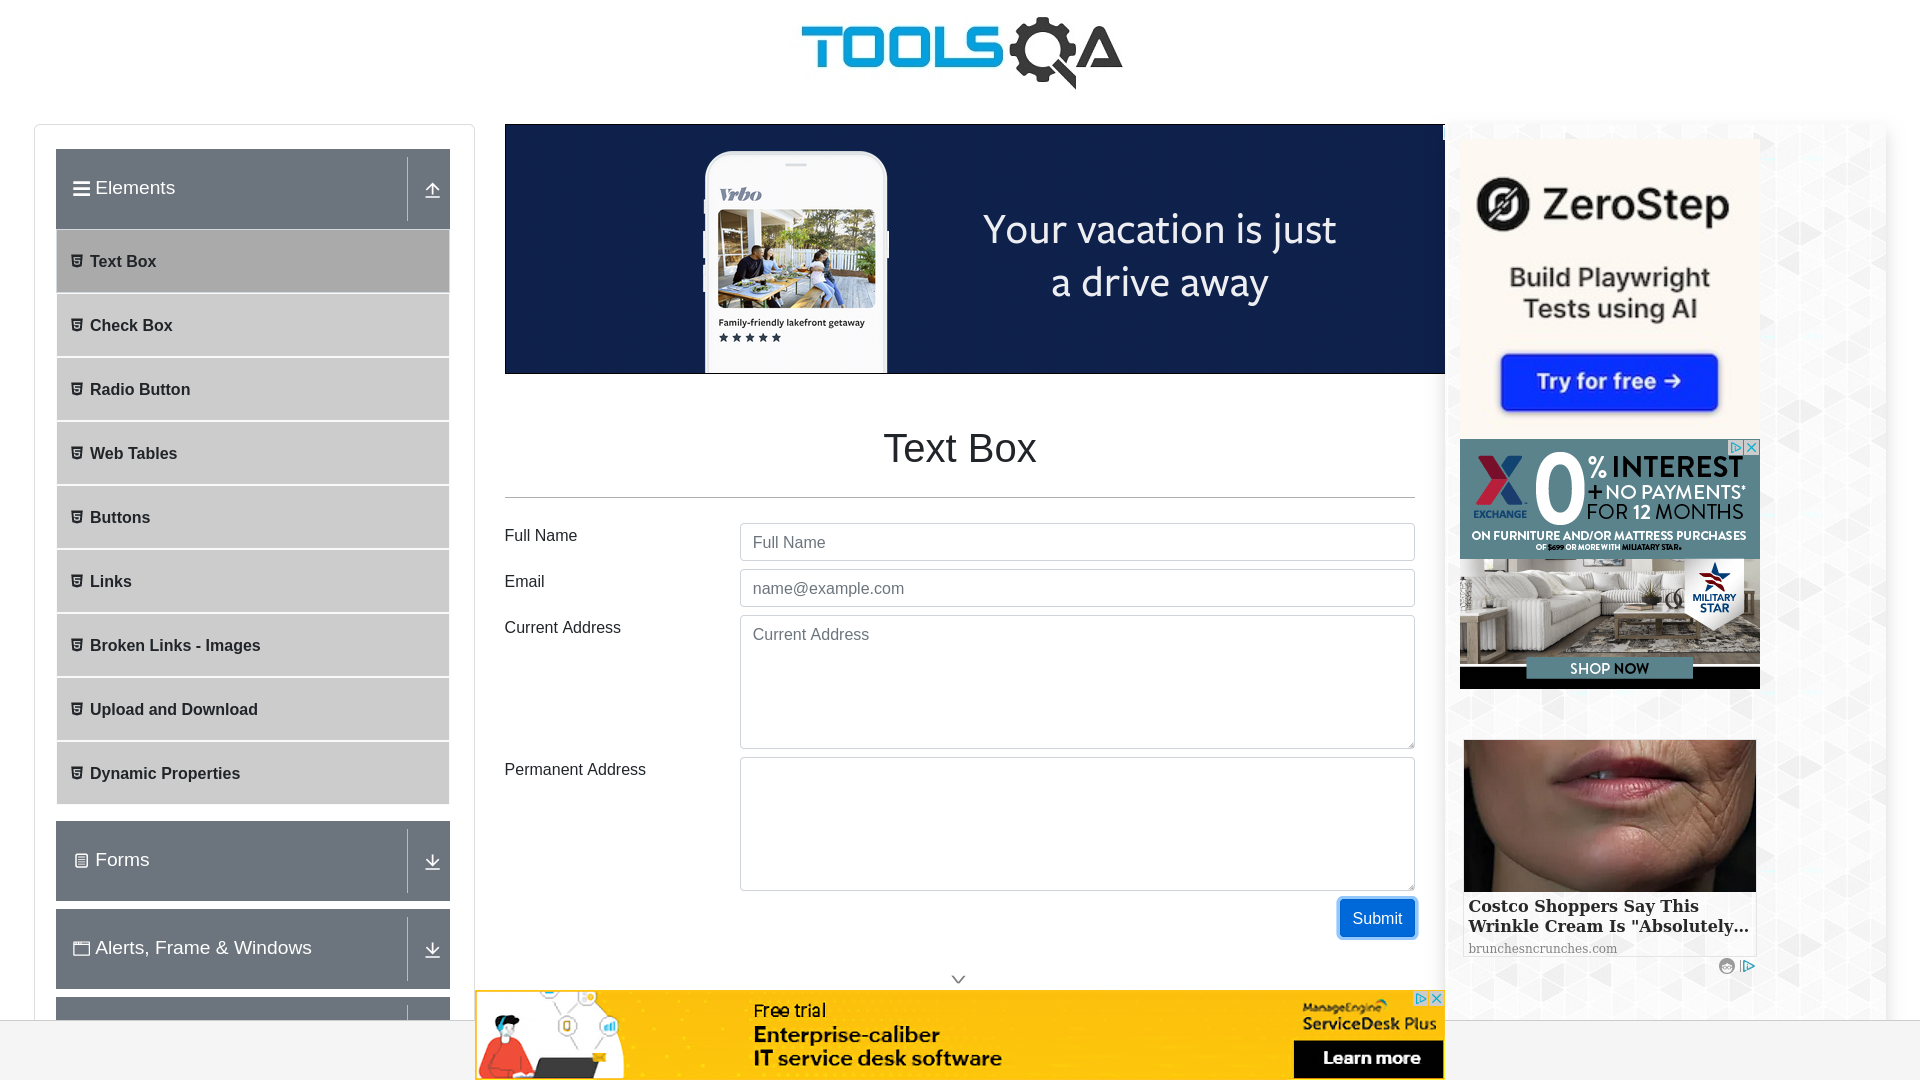 TOOLSQA
Elements
Text Box
Check Box
Radio Button
Web Tables
Buttons
Links
Broken Links - Images
Upload and Download
Dynamic Properties
Forms
Alerts, Frame & Windows
Vrbo
Family-friendly lakefront getaway
Your vacation is just
a drive away
Text Box
Full Name
Full Name
Email
name@example.com
Current Address
Current Address
Permanent Address
Submit
Free trial
Enterprise-caliber
IT service desk software
ManageEngine
ServiceDesk Plus
Learn more
ZeroStep
Build Playwright
Tests using AI
Try for free →
X
EXCHANGE
0% INTEREST
+ NO PAYMENTS*
FOR 12 MONTHS
ON FURNITURE AND/OR MATTRESS PURCHASES
OF $699 OR MORE WITH MILITARY STAR®
MILITARY
STAR
SHOP NOW
Costco Shoppers Say This
Wrinkle Cream Is "Absolutely...
brunchesncrunches.com